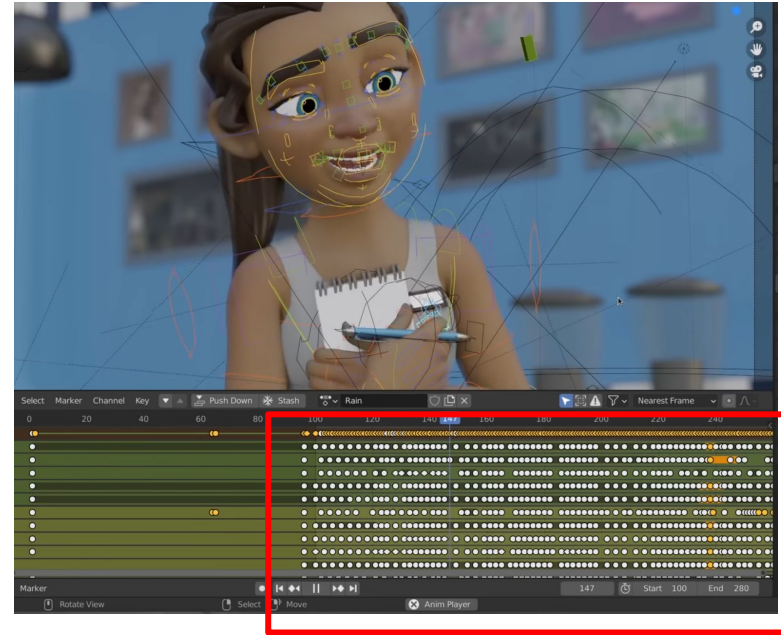 Select Marker Channel Key Push Down Stash Rain Nearest Frame
0 20 40 60 80 100 120 140 147 160 180 200 220 240
Marker 147 Start 100 End 280
Rotate View Select Move Anim Player